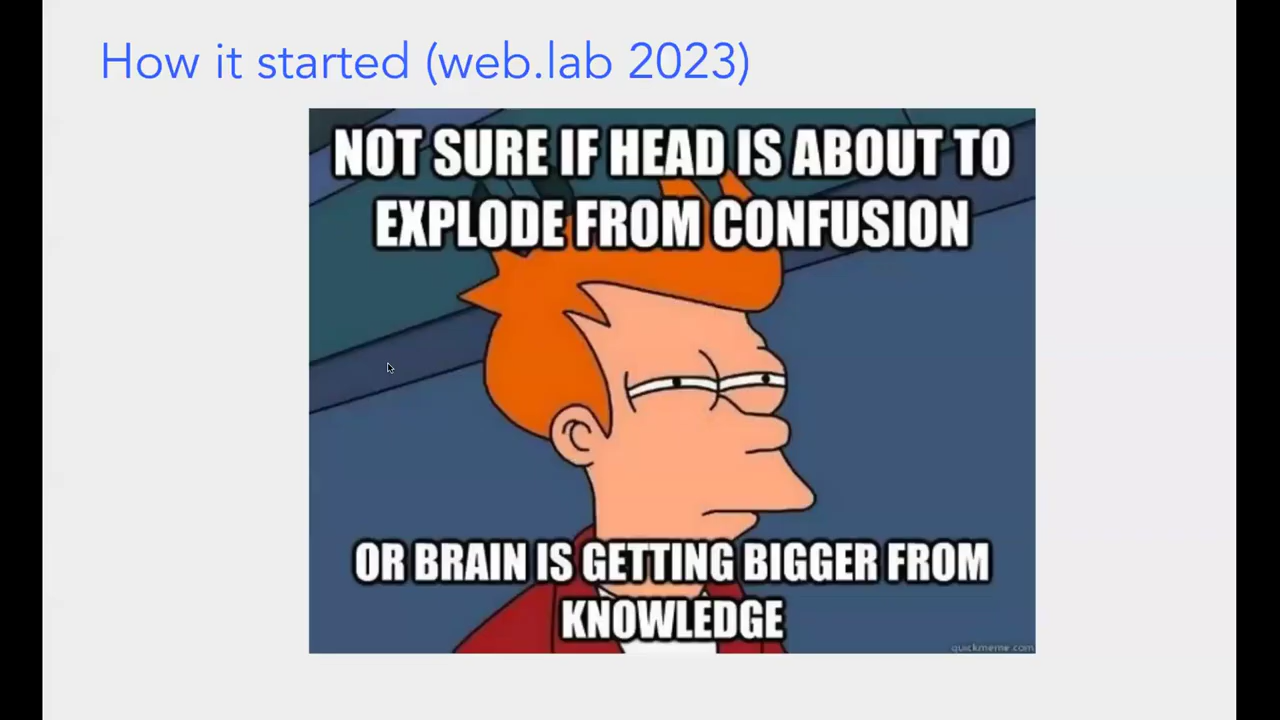 How it started (web.lab 2023)
NOT SURE IF HEAD IS ABOUT TO
EXPLODE FROM CONFUSION
OR BRAIN IS GETTING BIGGER FROM
KNOWLEDGE
quickmeme.com